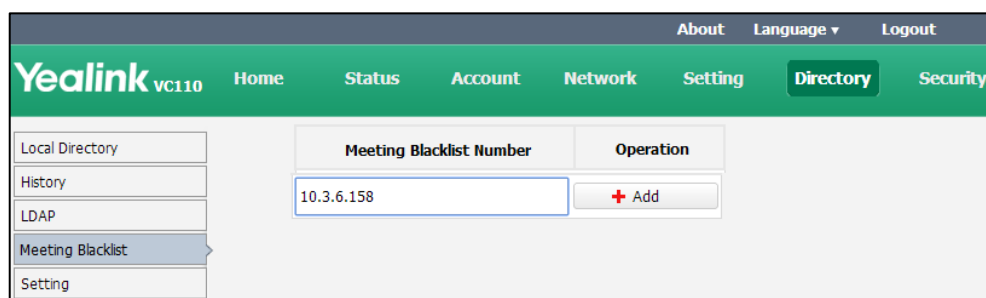 About Language ▾ Logout
Yealink VC110 Home Status Account Network Setting Directory Security
Local Directory
History
LDAP
Meeting Blacklist
Setting
Meeting Blacklist Number Operation
10.3.6.158 + Add